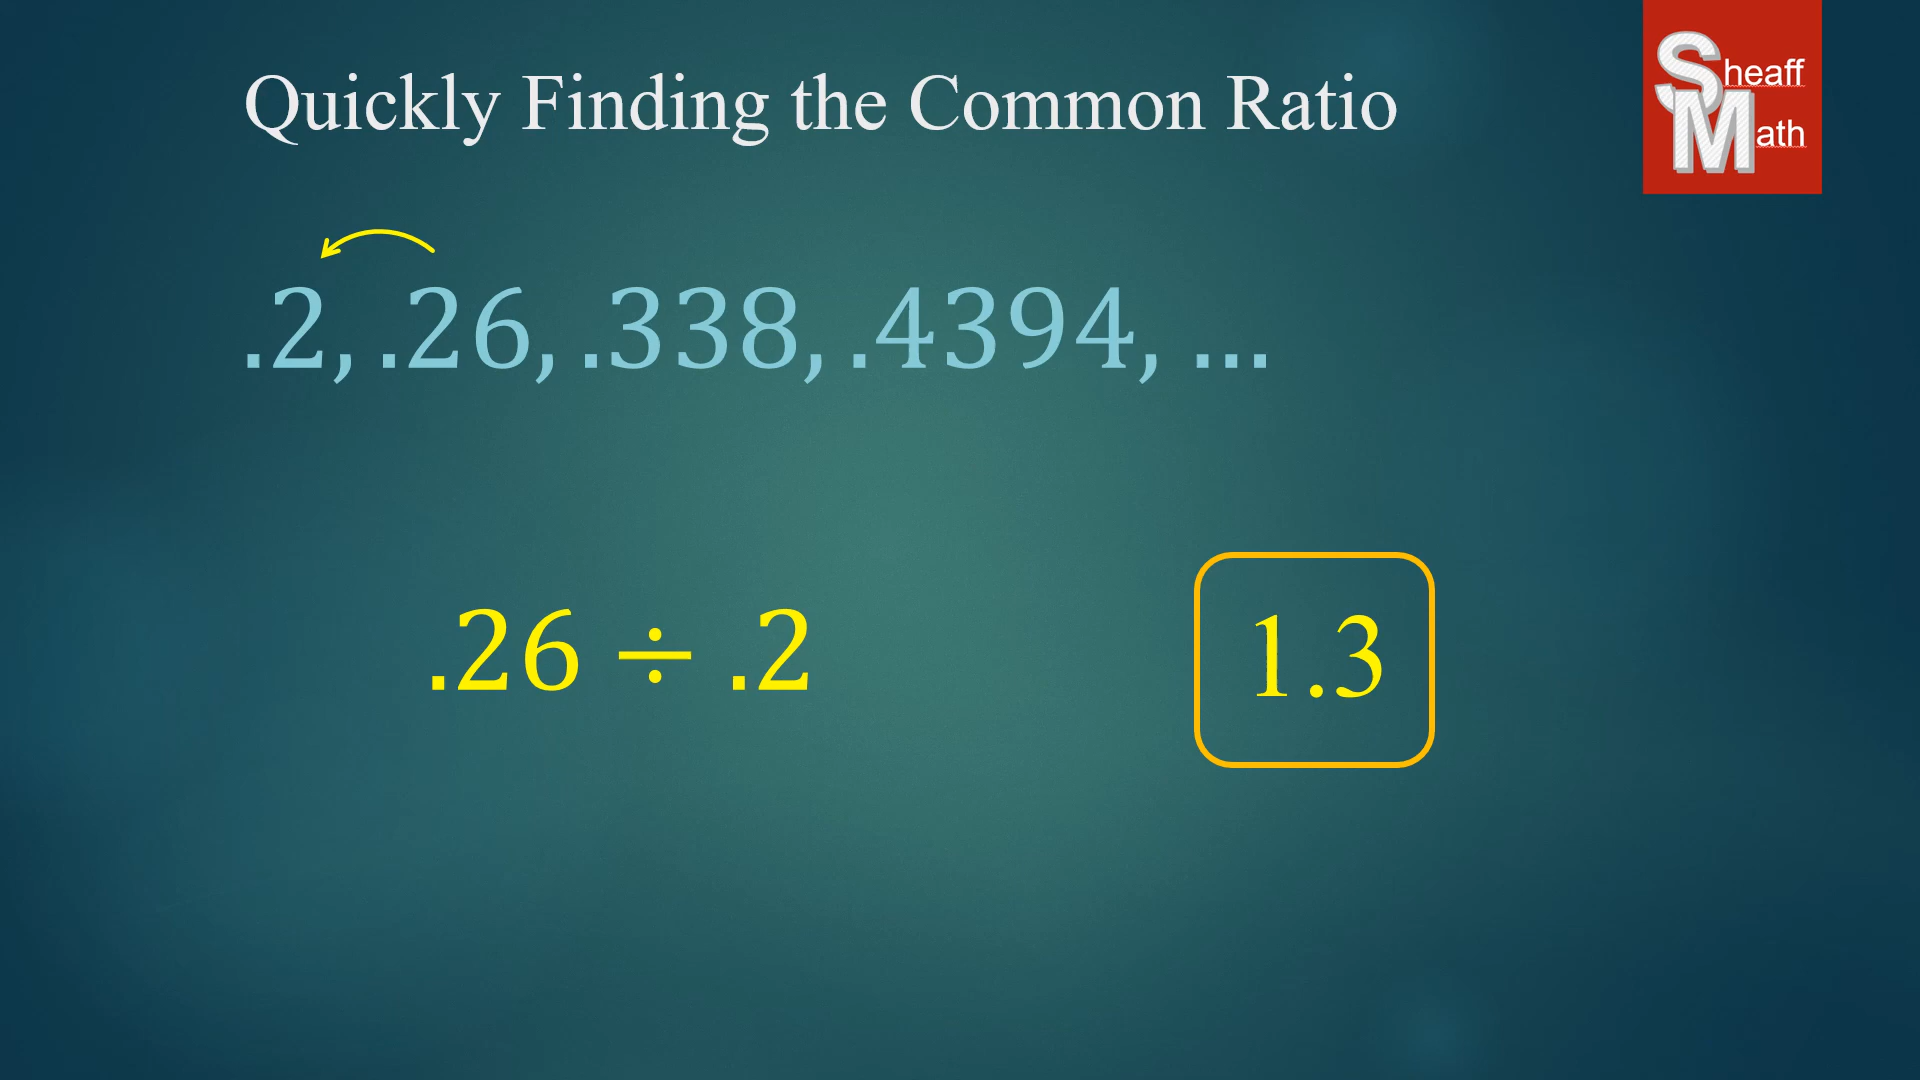 Quickly Finding the Common Ratio
Sheaff
Math
.2, .26, .338, .4394, ...
.26 ÷ .2
1.3